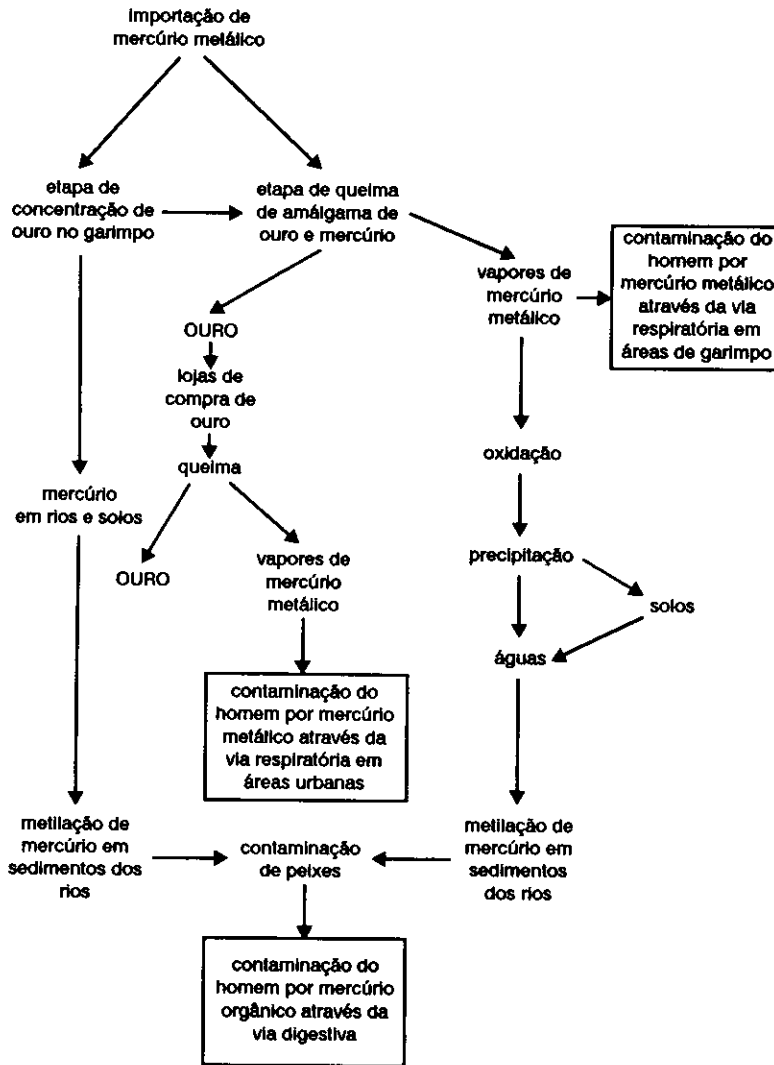 importação de
mercúrio metálico
etapa de
concentração de
ouro no garimpo
etapa de queima
de amálgama de
ouro e mercúrio
vapores de
mercúrio
metálico
contaminação do
homem por
mercúrio metálico
através da via
respiratória em
áreas de garimpo
OURO
lojas de
compra de
ouro
queima
oxidação
mercúrio
em rios e solos
OURO
vapores de
mercúrio
metálico
precipitação
solos
águas
contaminação do
homem por mercúrio
metálico através da
via respiratória em
áreas urbanas
metilação de
mercúrio em
sedimentos dos
rios
contaminação
de peixes
metilação de
mercúrio em
sedimentos
dos rios
contaminação do
homem por mercúrio
orgânico através da
via digestiva